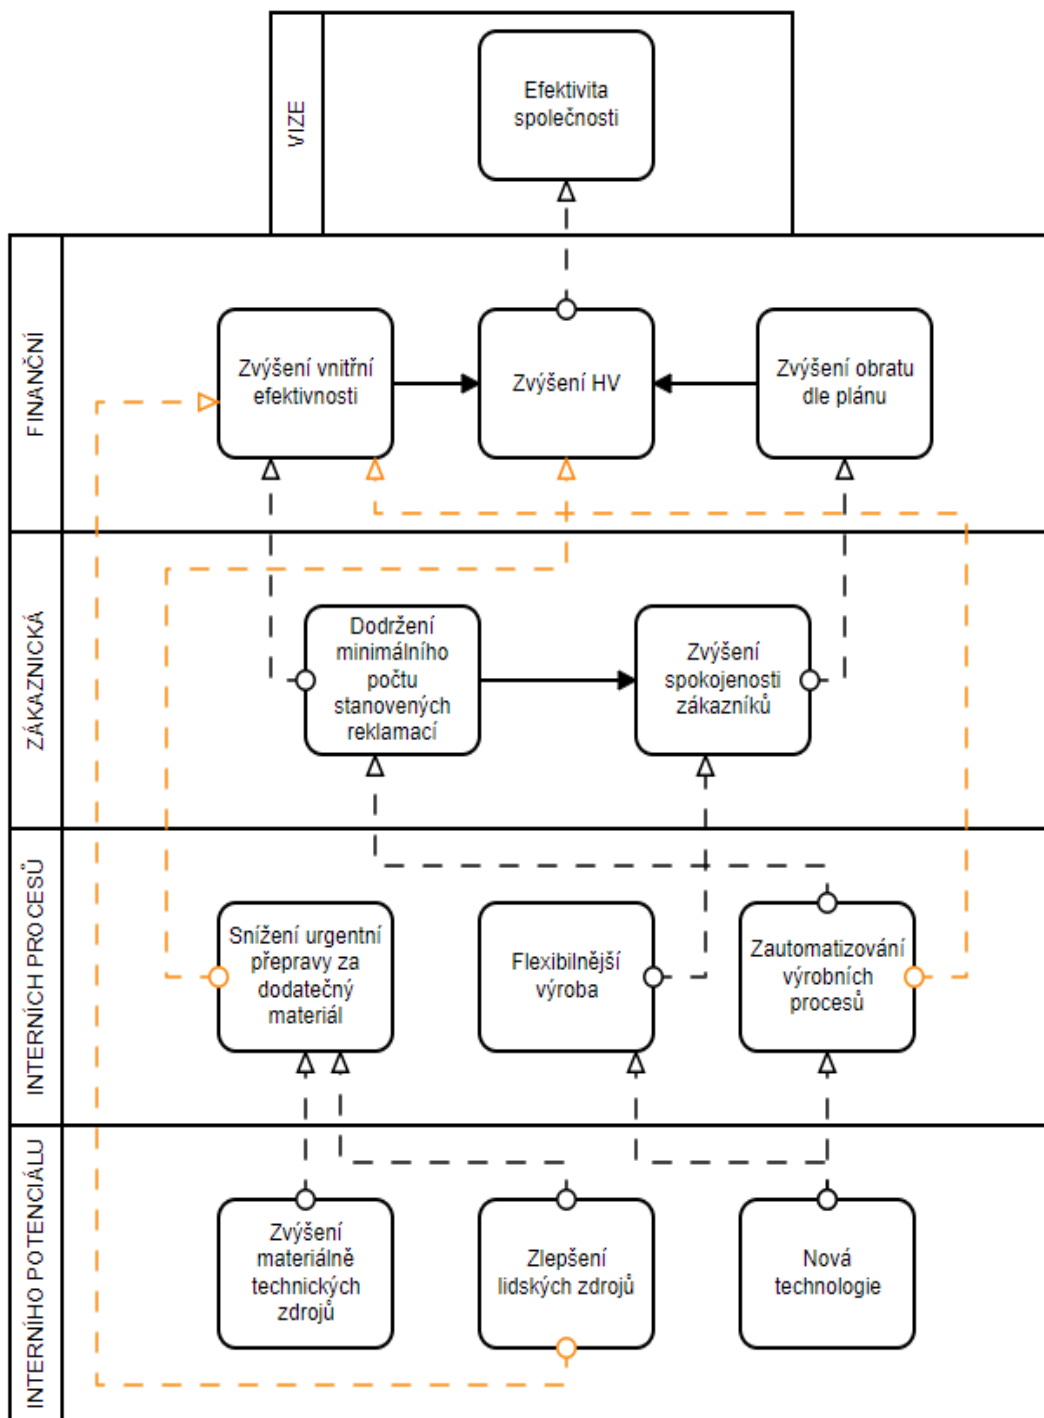 VIZE
Efektivita
společnosti
FINANČNÍ
Zvýšení vnitřní
efektivnosti
Zvýšení HV
Zvýšení obratu
dle plánu
ZÁKAZNICKÁ
Dodržení
minimálního
počtu
stanovených
reklamací
Zvýšení
spokojenosti
zákazníků
INTERNÍCH PROCESŮ
Snížení urgentní
přepravy za
dodatečný
materiál
Flexibilnější
výroba
Zautomatizování
výrobních
procesů
INTERNÍHO POTENCIÁLU
Zvýšení
materiálně
technických
zdrojů
Zlepšení
lidských zdrojů
Nová
technologie